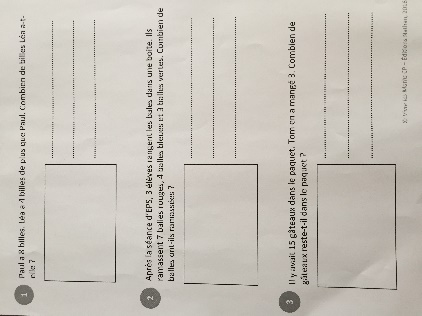 1
Paul a 8 billes. Léa a 4 billes de plus que Paul. Combien de billes Léa a-t-
elle ?
2
Après la séance d'EPS, 3 élèves rangent les balles dans une boîte. Ils
ramassent 7 balles rouges, 4 balles bleues et 3 balles vertes. Combien de
balles ont-ils ramassées ?
3
Il y avait 15 gâteaux dans le paquet. Tom en a mangé 3. Combien de
gâteaux reste-t-il dans le paquet ?
Maths CP – Éditions Nathan,